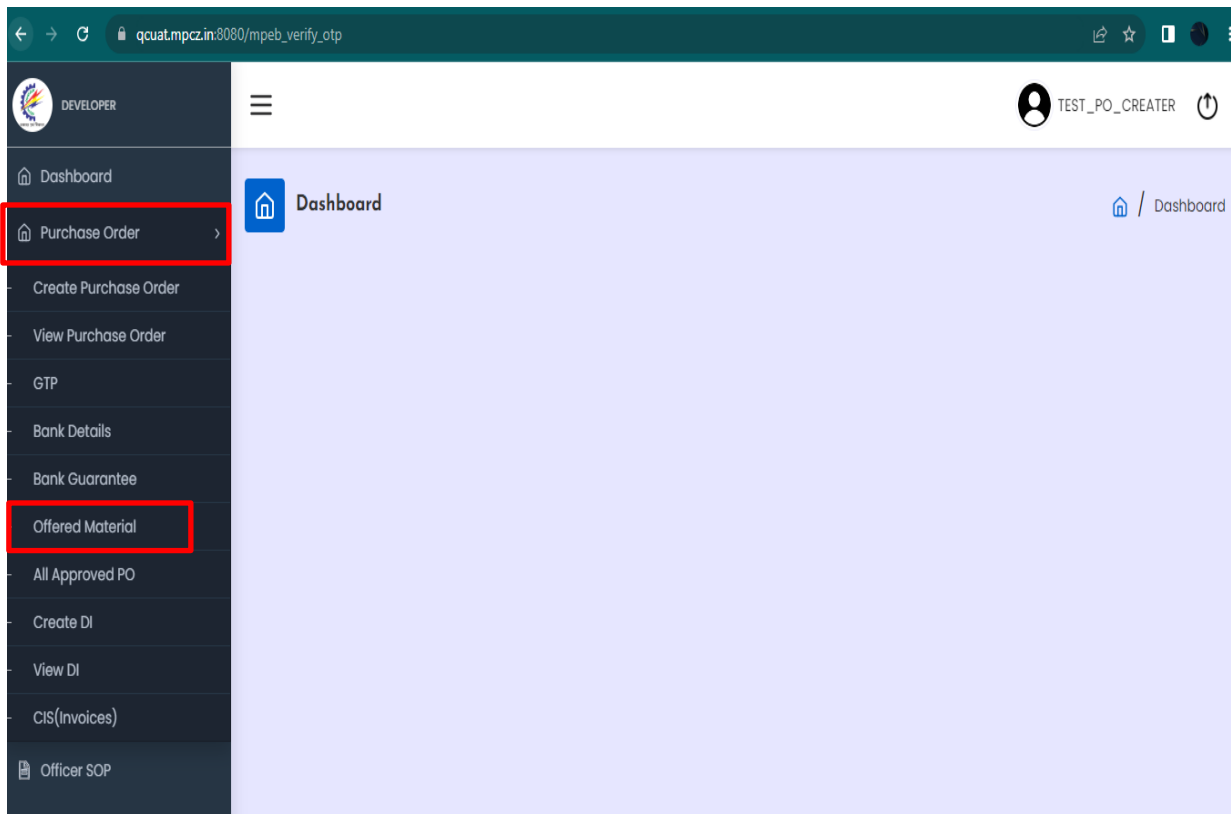 qcuat.mpcz.in:8080/mpeb_verify_otp
DEVELOPER
TEST_PO_CREATER
Dashboard
Purchase Order
Create Purchase Order
View Purchase Order
GTP
Bank Details
Bank Guarantee
Offered Material
All Approved PO
Create DI
View DI
CIS(Invoices)
Officer SOP
Dashboard
/ Dashboard